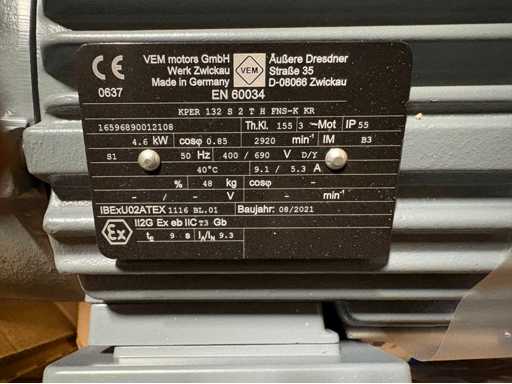 VEM motors GmbH
Werk Zwickau
Made in Germany
VEM
Äußere Dresdner
Straße 35
D-08066 Zwickau
CE
0637
EN 60034
KPER 132 S 2 T H FNS-K KR
16596890012108 Th.Kl. 155 3 ~Mot IP 55
4.6 kW cosφ 0.85 2920 min⁻¹ IM B3
S1 50 Hz 400 / 690 V D/Y
40°C 9.1 / 5.3 A
% 48 kg cosφ –
– / – – / – min⁻¹
IBExU02ATEX 1116 BL.01 Baujahr: 08/2021
Ex II2G Ex eb IIC T3 Gb
tE 9 s IA/IN 9.3